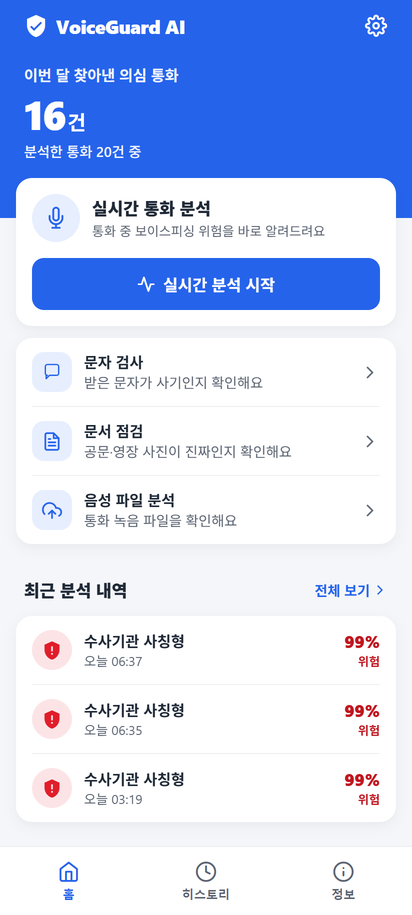 VoiceGuard AI
이번 달 찾아낸 의심 통화
16건
분석한 통화 20건 중
실시간 통화 분석
통화 중 보이스피싱 위험을 바로 알려드려요
실시간 분석 시작
문자 검사
받은 문자가 사기인지 확인해요
문서 점검
공문·영장 사진이 진짜인지 확인해요
음성 파일 분석
통화 녹음 파일을 확인해요
최근 분석 내역
전체 보기
수사기관 사칭형
99%
오늘 06:37
위험
수사기관 사칭형
99%
오늘 06:35
위험
수사기관 사칭형
99%
오늘 03:19
위험
홈
히스토리
정보